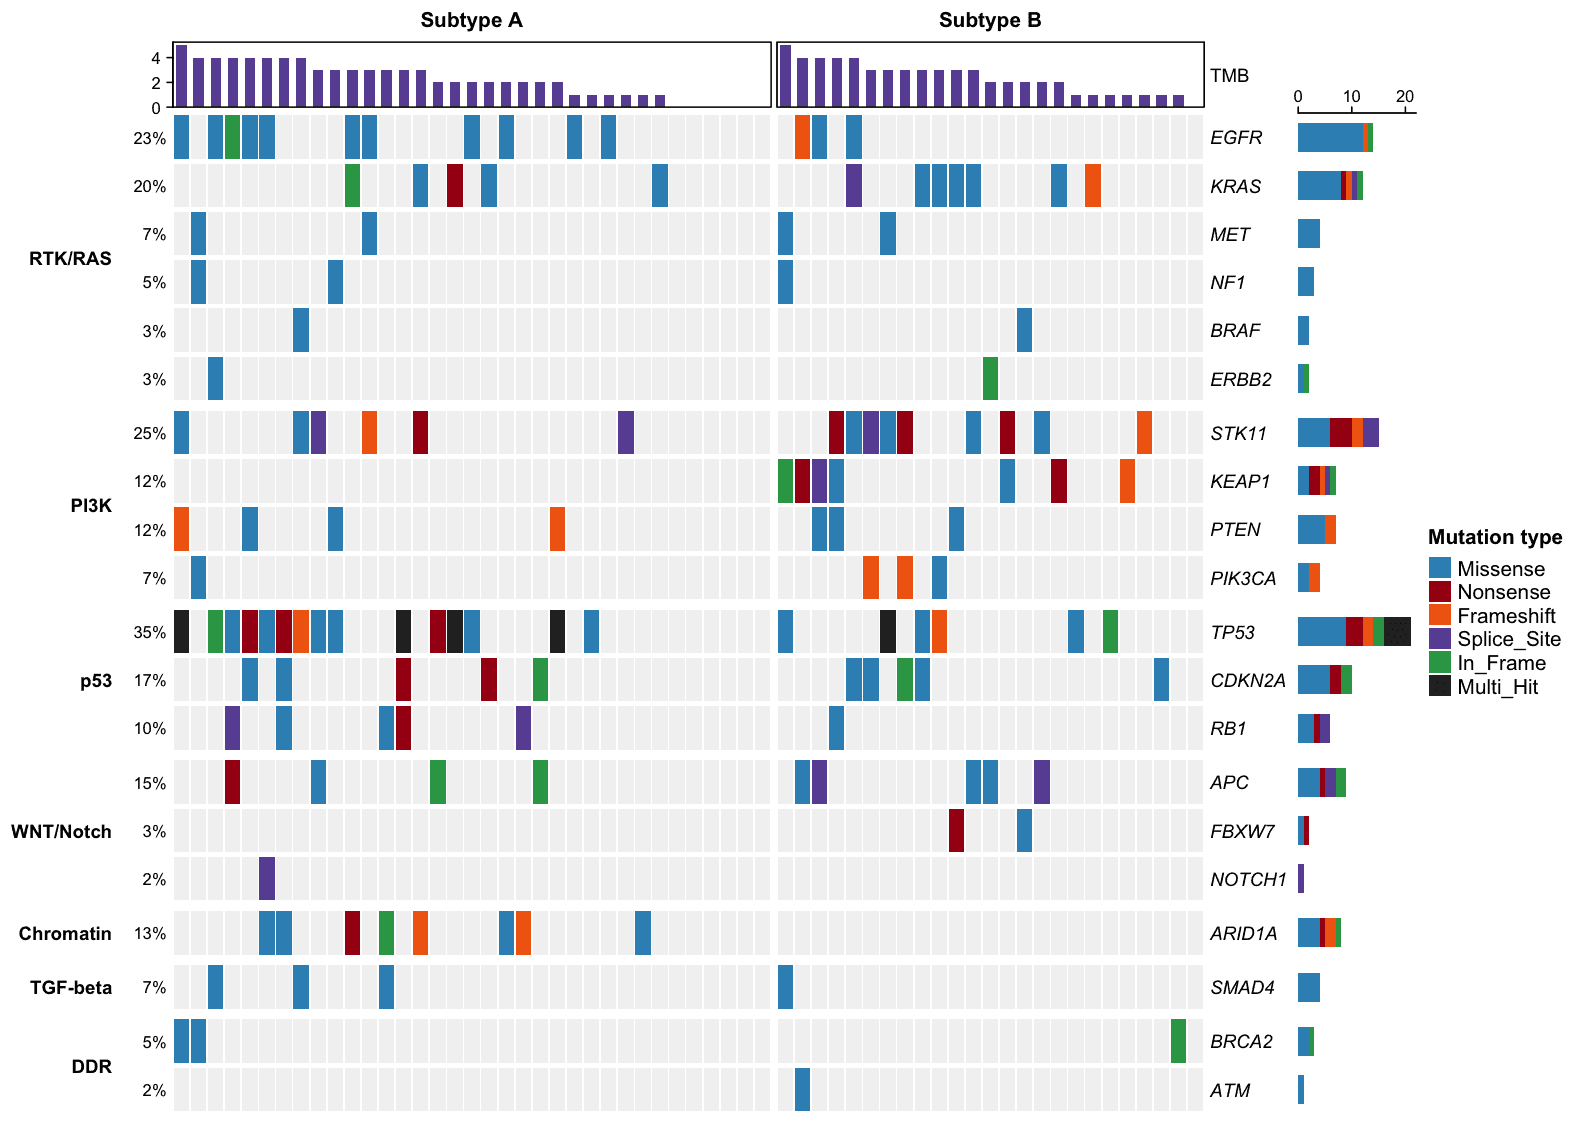 Subtype A Subtype B
4
2
0
TMB
0 10 20
23% EGFR
20% KRAS
7% MET
RTK/RAS
5% NF1
3% BRAF
3% ERBB2
25% STK11
12% KEAP1
PI3K
12% PTEN
7% PIK3CA
35% TP53
p53 17% CDKN2A
10% RB1
15% APC
WNT/Notch 3% FBXW7
2% NOTCH1
Chromatin 13% ARID1A
TGF-beta 7% SMAD4
5% BRCA2
DDR
2% ATM
Mutation type
Missense
Nonsense
Frameshift
Splice_Site
In_Frame
Multi_Hit